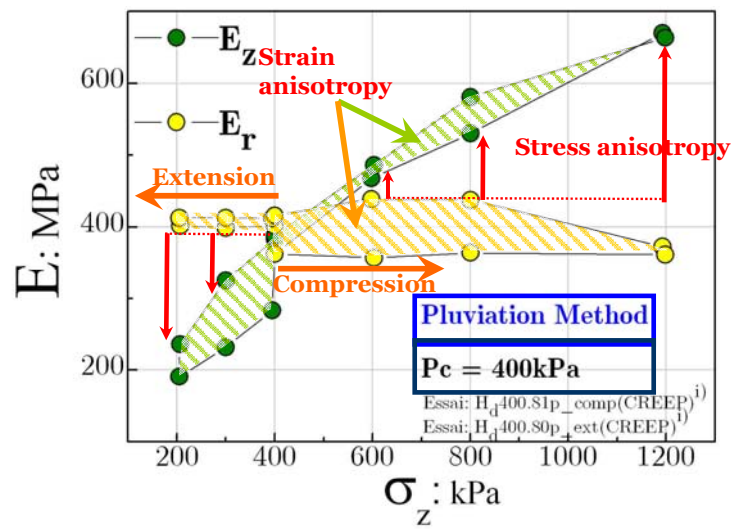 E_z
E_r
Strain
anisotropy
Stress anisotropy
Extension
Compression
Pluviation Method
Pc = 400kPa
Essai: H_d400.81p_comp(CREEP)^i)
Essai: H_d400.80p_ext(CREEP)^i)
E: MPa
600
400
200
200
400
600
800
1000
1200
σ_z: kPa